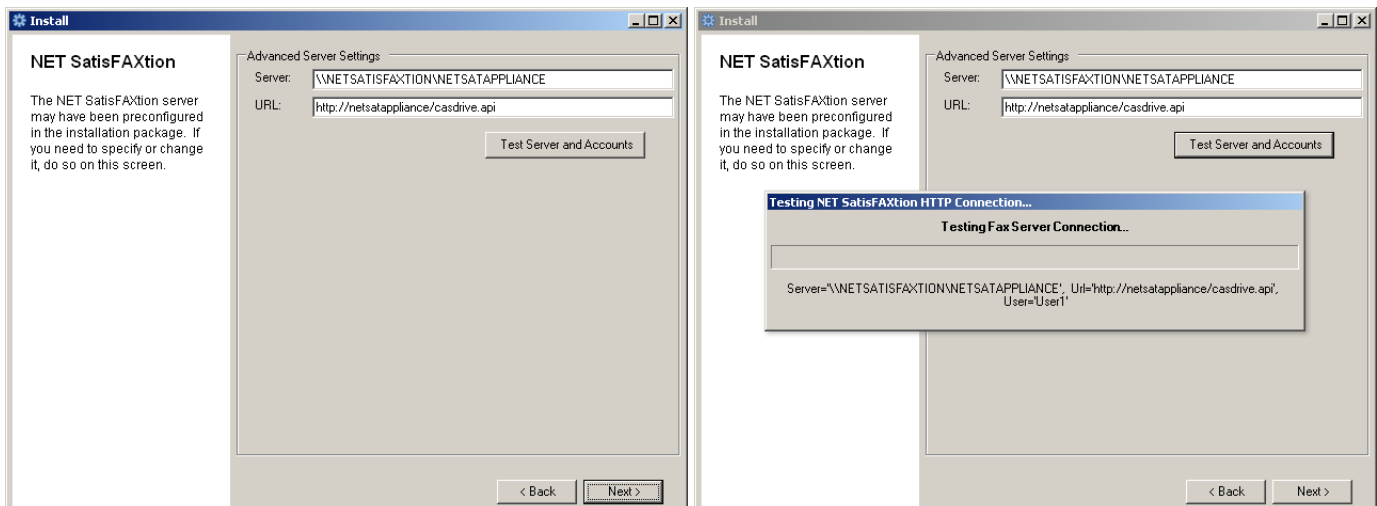 Install
NET SatisFAXtion
The NET SatisFAXtion server
may have been preconfigured
in the installation package. If
you need to specify or change
it, do so on this screen.
Advanced Server Settings
Server: \\NETSATISFAXTION\NETSATAPPLIANCE
URL: http://netsatappliance/casdrive.api
Test Server and Accounts
< Back
Next >
Install
NET SatisFAXtion
The NET SatisFAXtion server
may have been preconfigured
in the installation package. If
you need to specify or change
it, do so on this screen.
Advanced Server Settings
Server: \\NETSATISFAXTION\NETSATAPPLIANCE
URL: http://netsatappliance/casdrive.api
Test Server and Accounts
Testing NET SatisFAXtion HTTP Connection...
Testing Fax Server Connection...
Server='\\NETSATISFAXTION\NETSATAPPLIANCE', Url='http://netsatappliance/casdrive.api',
User='User1'
< Back
Next >